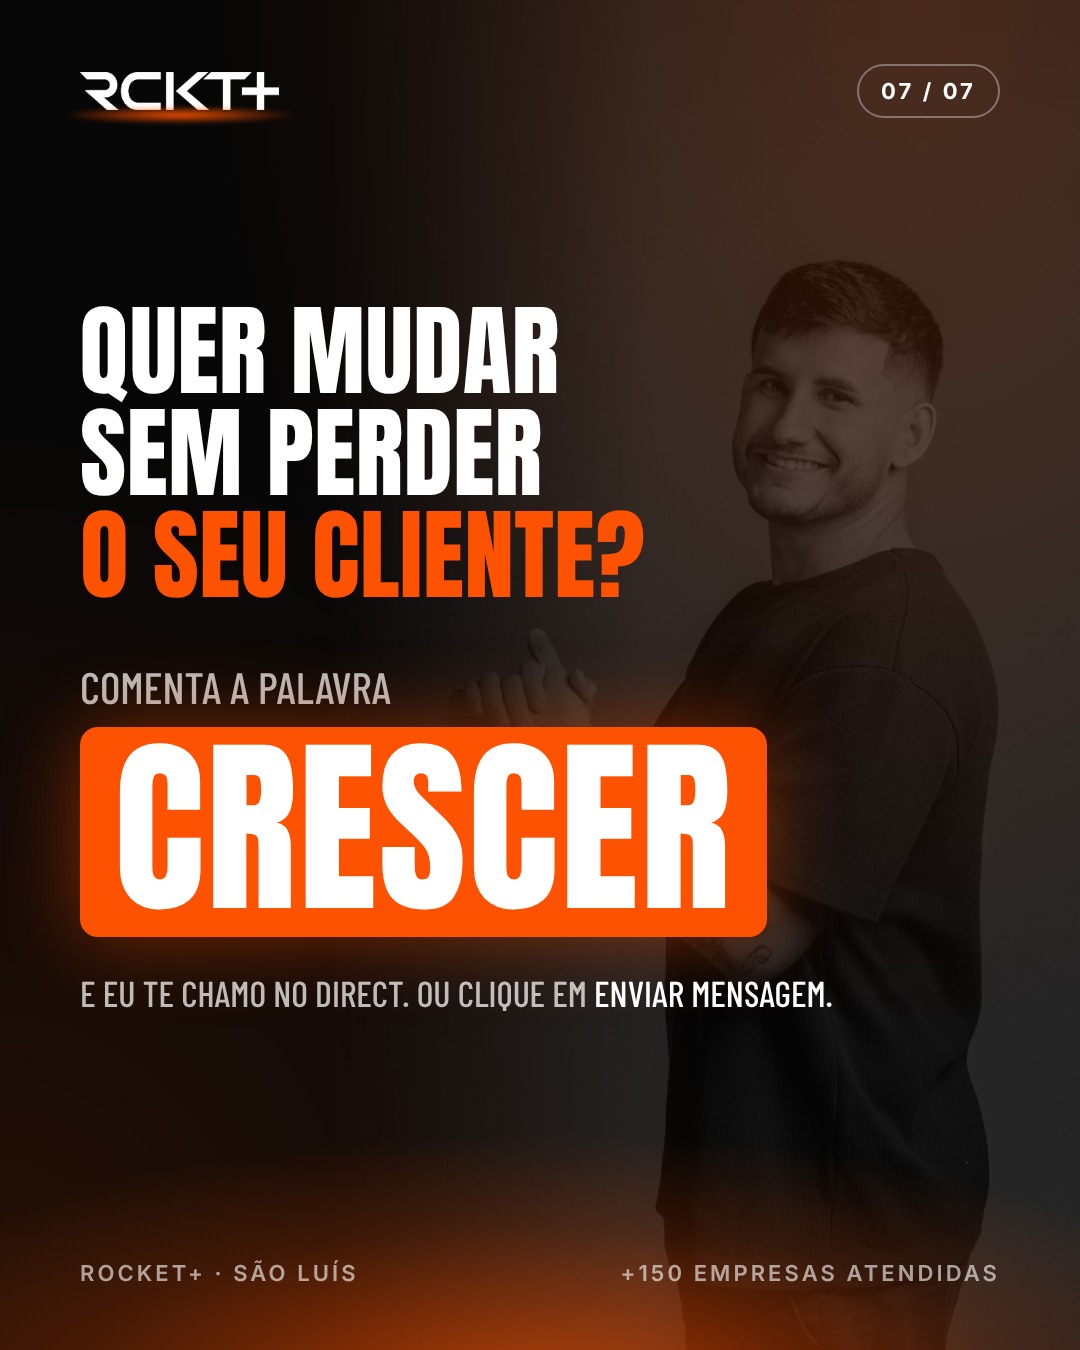 RCKT+
07 / 07
QUER MUDAR
SEM PERDER
O SEU CLIENTE?
COMENTA A PALAVRA
CRESCER
E EU TE CHAMO NO DIRECT. OU CLIQUE EM ENVIAR MENSAGEM.
ROCKET+ · SÃO LUÍS
+150 EMPRESAS ATENDIDAS